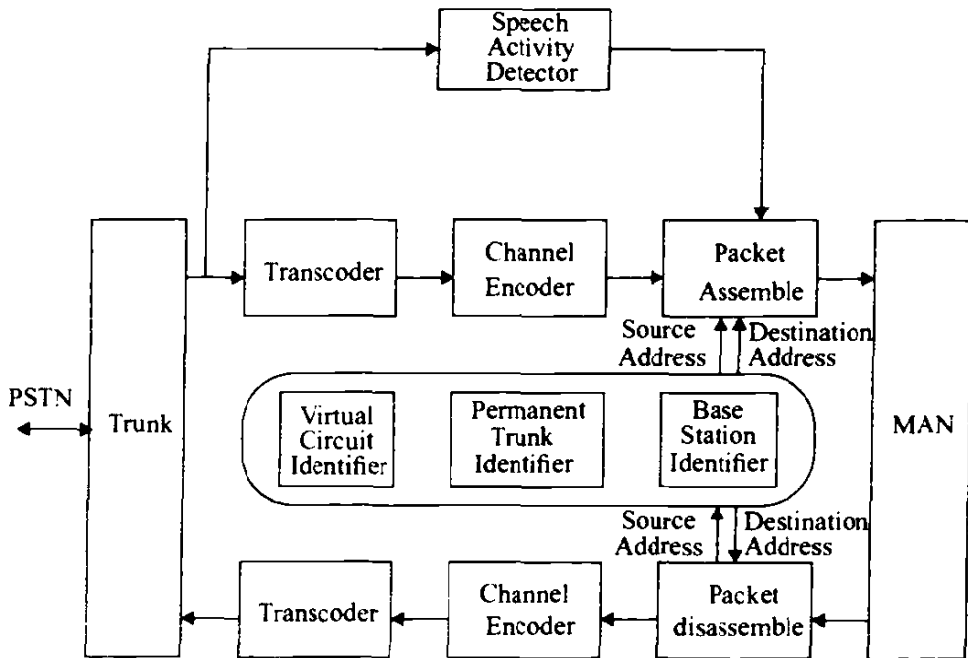 Speech
Activity
Detector
Transcoder
Channel
Encoder
Packet
Assemble
Source
Address
Destination
Address
PSTN
Trunk
Virtual
Circuit
Identifier
Permanent
Trunk
Identifier
Base
Station
Identifier
MAN
Source
Address
Destination
Address
Transcoder
Channel
Encoder
Packet
disassemble